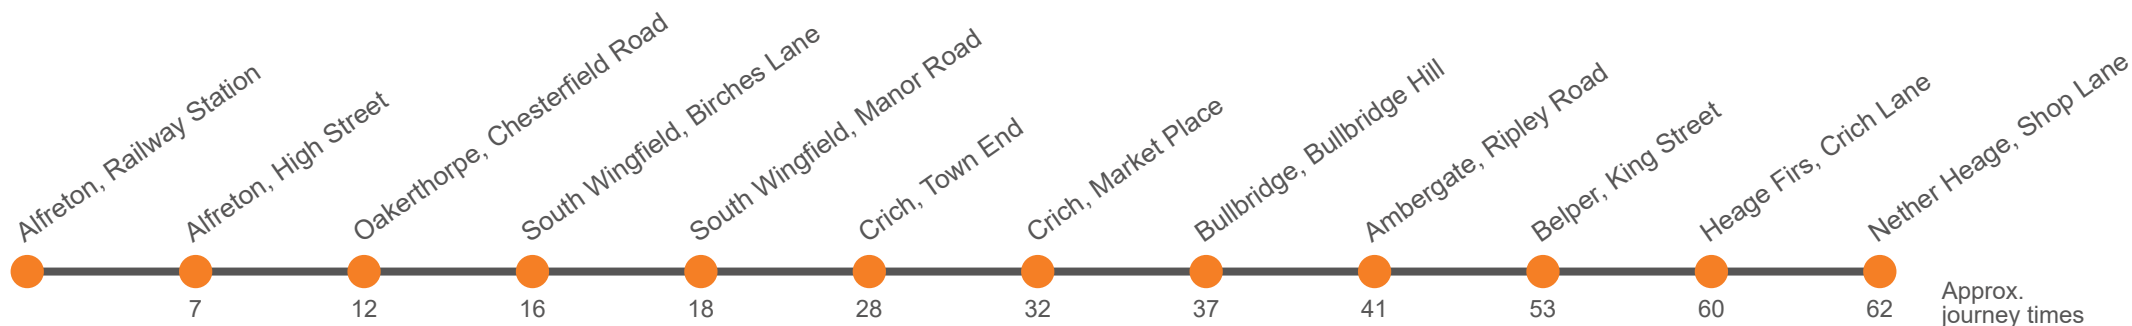 Alfreton, Railway Station
Alfreton, High Street
Oakerthorpe, Chesterfield Road
South Wingfield, Birches Lane
South Wingfield, Manor Road
Crich, Town End
Crich, Market Place
Bullbridge, Bullbridge Hill
Ambergate, Ripley Road
Belper, King Street
Heage Firs, Crich Lane
Nether Heage, Shop Lane
7
12
16
18
28
32
37
41
53
60
62
Approx.
journey times